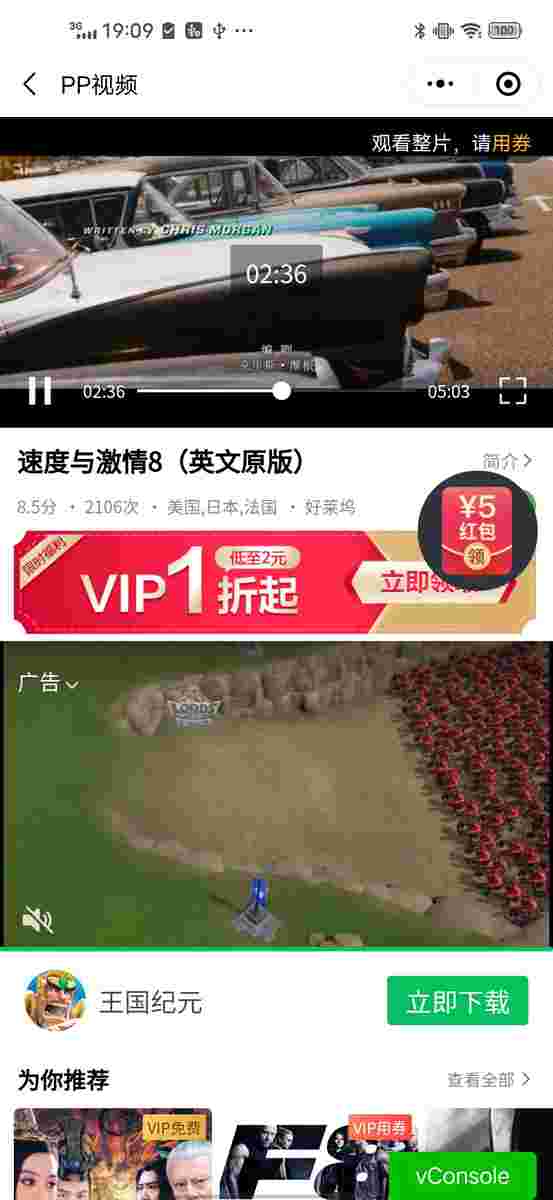 3G 19:09 100
PP视频
观看整片，请用券
WRITTEN BY CHRIS MORGAN
02:36
编剧
02:36 05:03
速度与激情8（英文原版）
简介
8.5分 · 2106次 · 美国,日本,法国 · 好莱坞
¥5
红包
领
限时福利
VIP1折起
低至2元
立即领
广告
LORDS
王国纪元
立即下载
为你推荐
查看全部
VIP免费
VIP用券
F8
vConsole